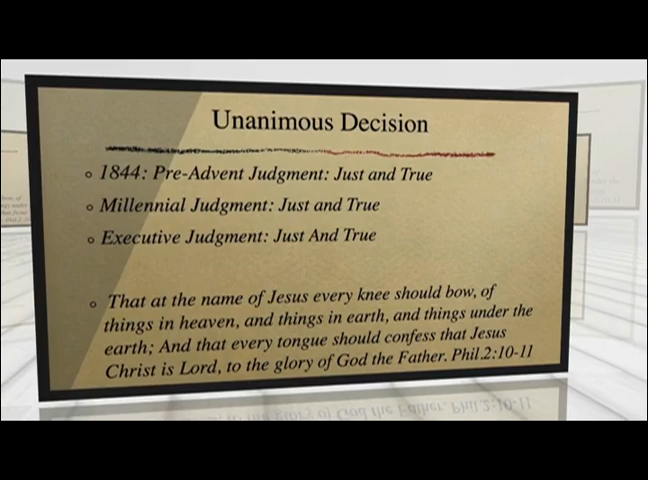 Unanimous Decision
1844: Pre-Advent Judgment: Just and True
Millennial Judgment: Just and True
Executive Judgment: Just And True
That at the name of Jesus every knee should bow, of
things in heaven, and things in earth, and things under the
earth; And that every tongue should confess that Jesus
Christ is Lord, to the glory of God the Father. Phil.2:10-11